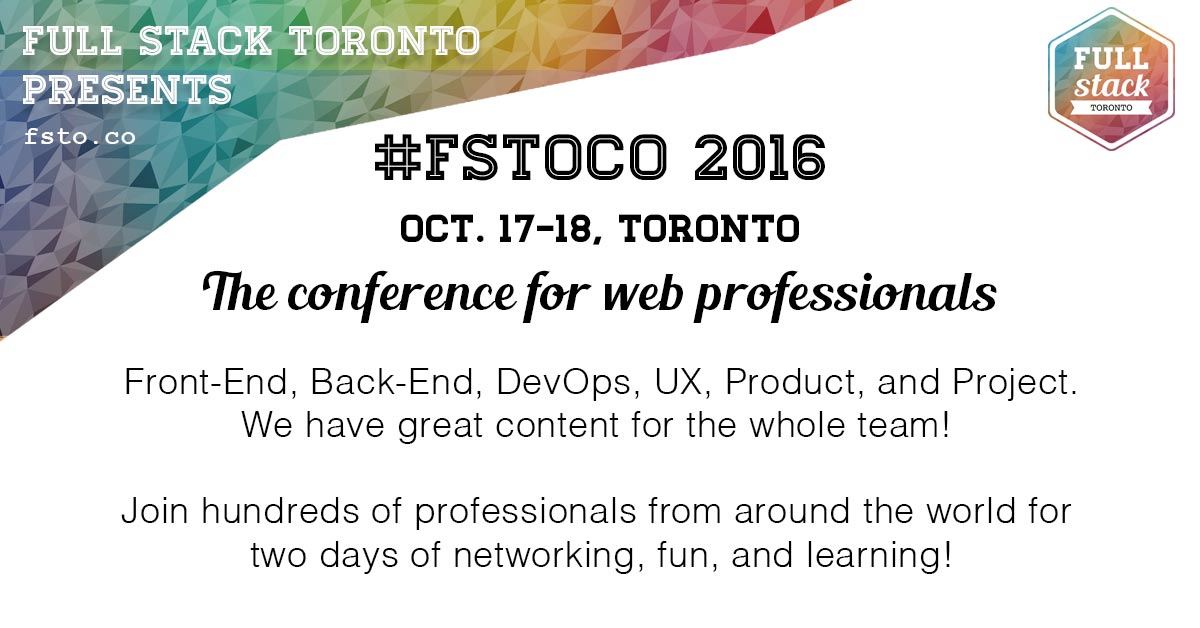 FULL STACK TORONTO
PRESENTS
fsto.co
FULL
stack
TORONTO
#FSTOCO 2016
OCT. 17-18, TORONTO
The conference for web professionals
Front-End, Back-End, DevOps, UX, Product, and Project.
We have great content for the whole team!
Join hundreds of professionals from around the world for
two days of networking, fun, and learning!